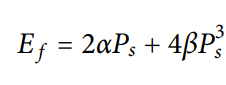 E_f = 2αP_s + 4βP_s^3